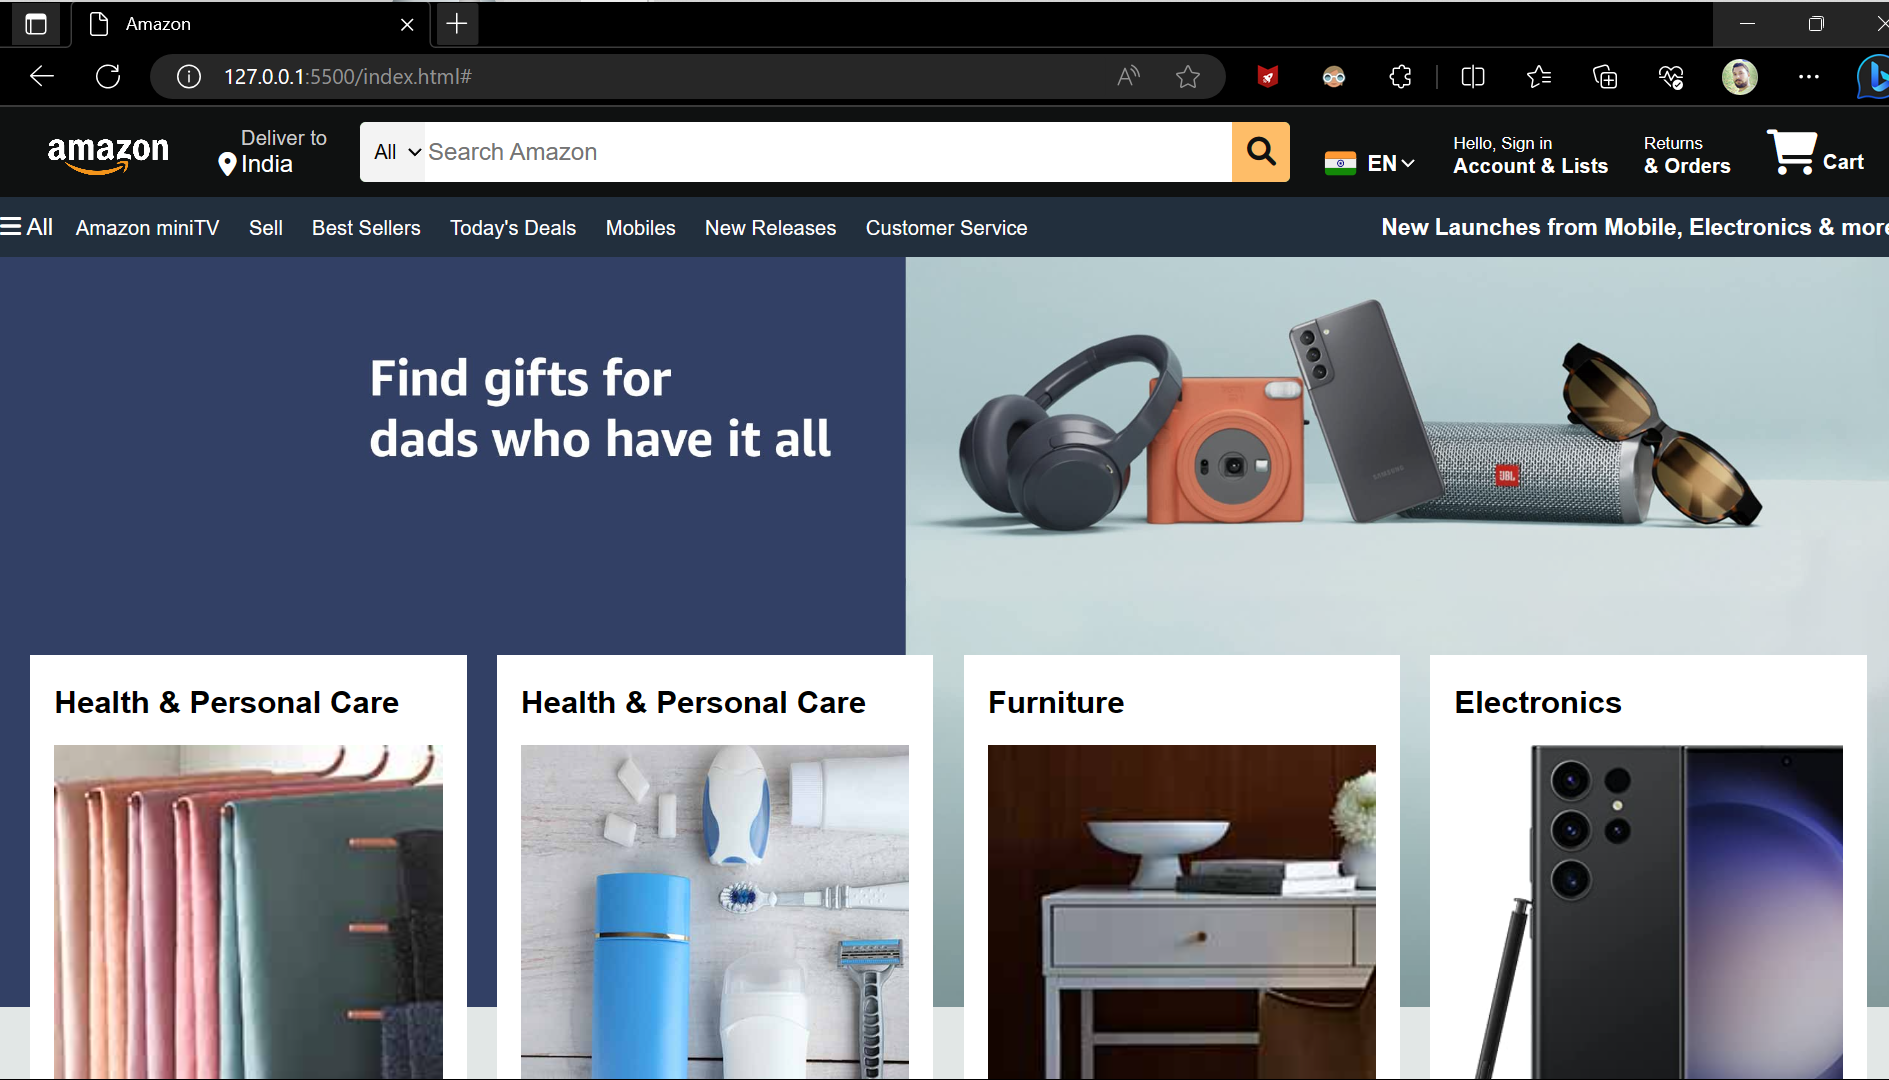 Amazon
127.0.0.1:5500/index.html#
amazon
Deliver to
India
All
Search Amazon
EN
Hello, Sign in
Account & Lists
Returns
& Orders
Cart
All
Amazon miniTV
Sell
Best Sellers
Today's Deals
Mobiles
New Releases
Customer Service
New Launches from Mobile, Electronics & more
Find gifts for
dads who have it all
SAMSUNG
JBL
Health & Personal Care
Health & Personal Care
Furniture
Electronics